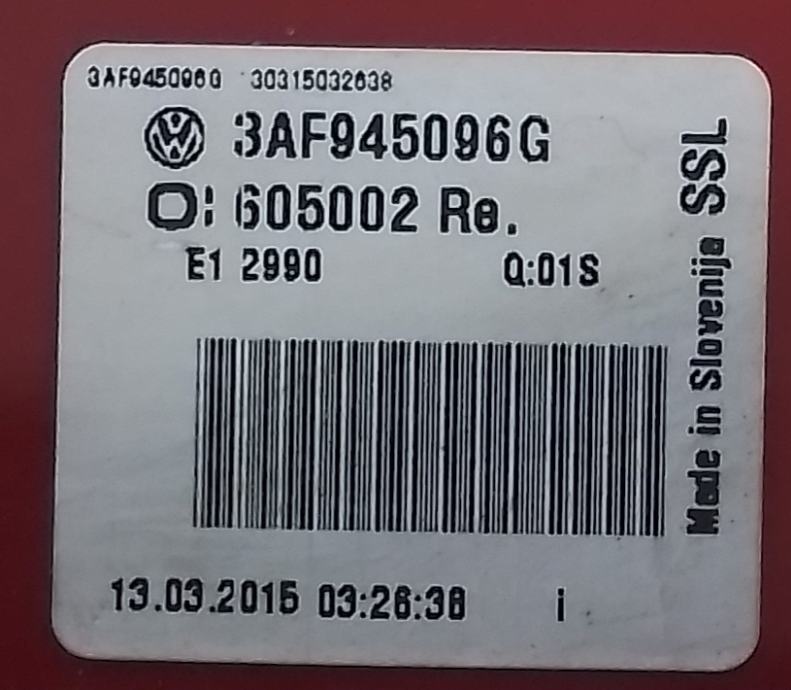 3AF945096G 30315032638
3AF945096G
O: 605002 Re.
E1 2990 Q:01S
Made in Slovenija SSL
13.03.2015 03:26:38 i